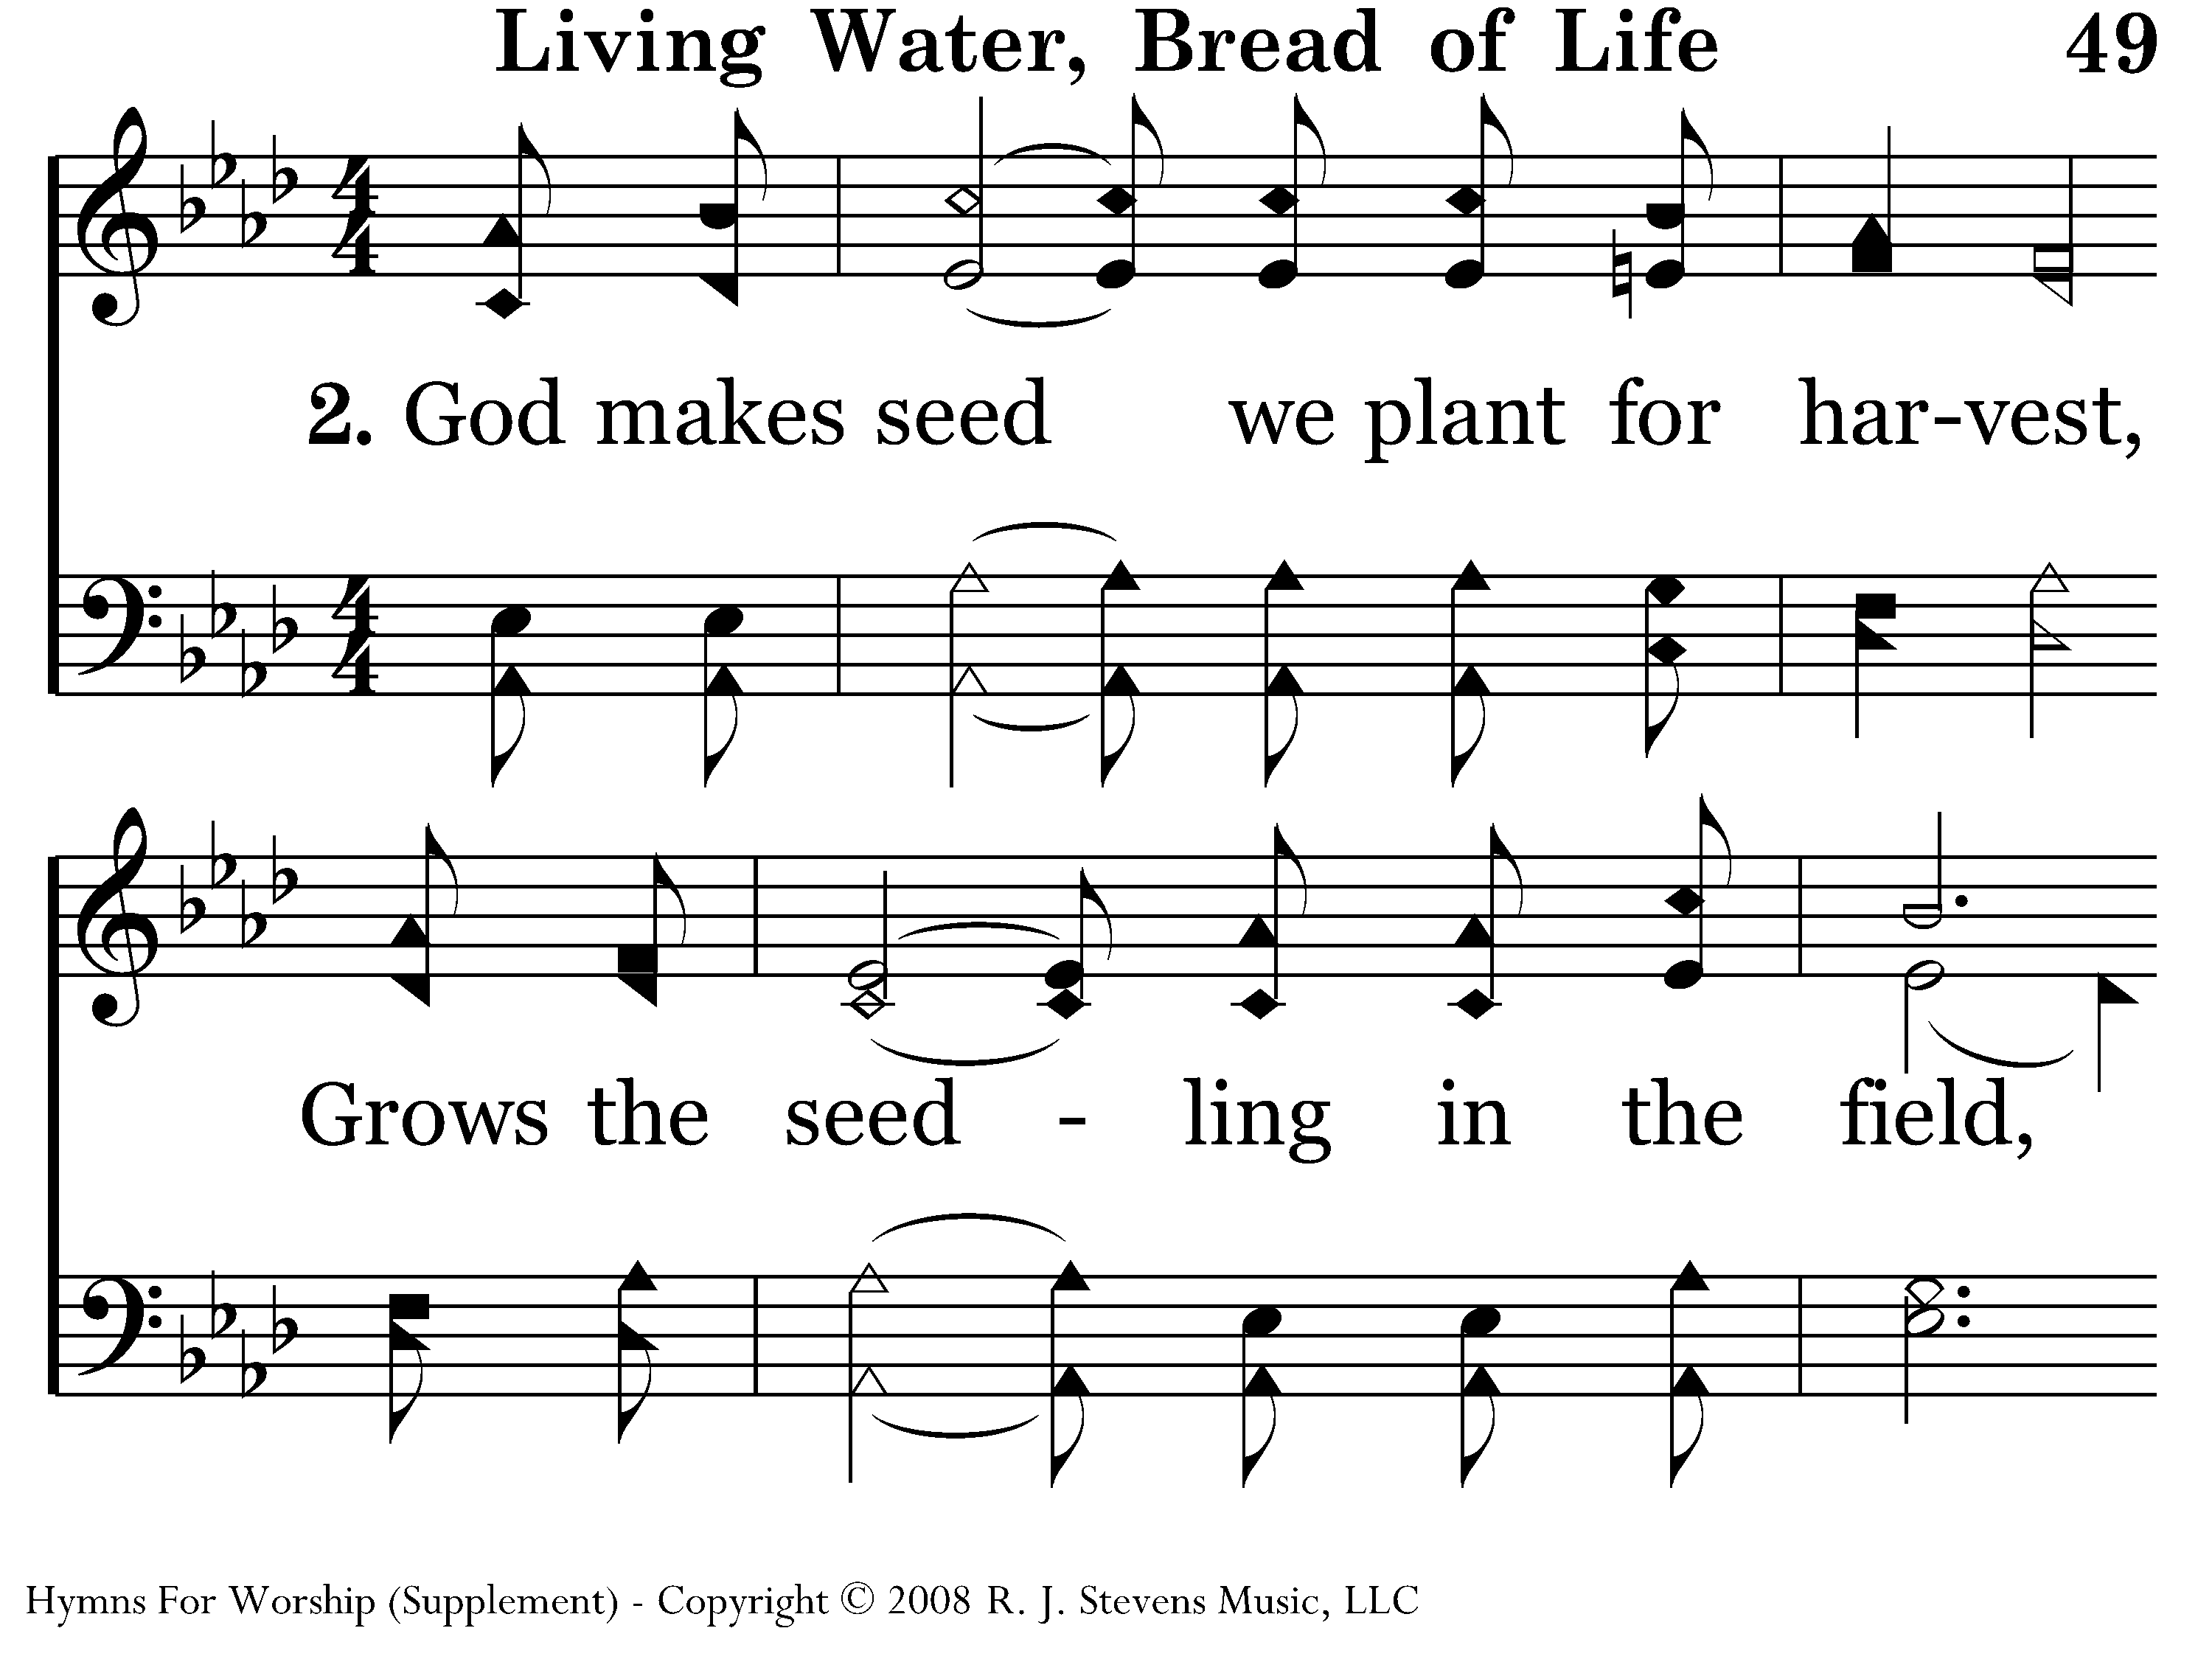 Living Water, Bread of Life 49
2. God makes seed we plant for har-vest,
Grows the seed - ling in the field,
Hymns For Worship (Supplement) - Copyright © 2008 R. J. Stevens Music, LLC